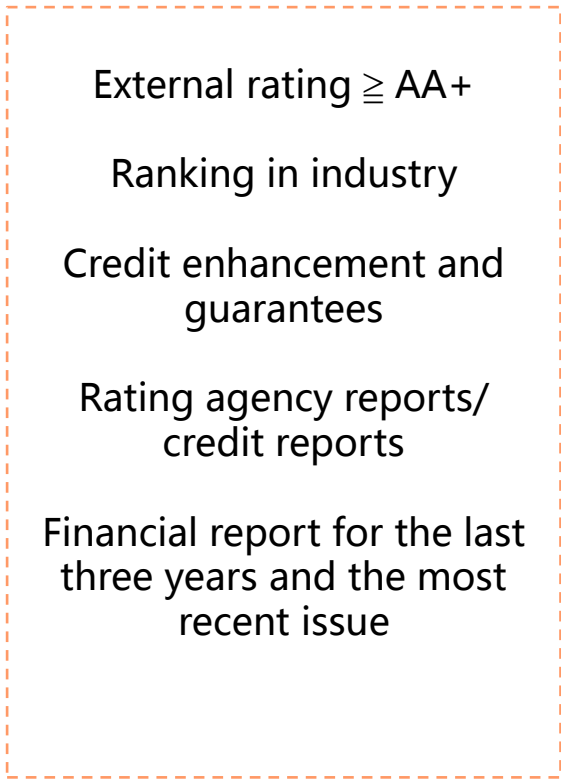 External rating ≧ AA+
Ranking in industry
Credit enhancement and
guarantees
Rating agency reports/
credit reports
Financial report for the last
three years and the most
recent issue